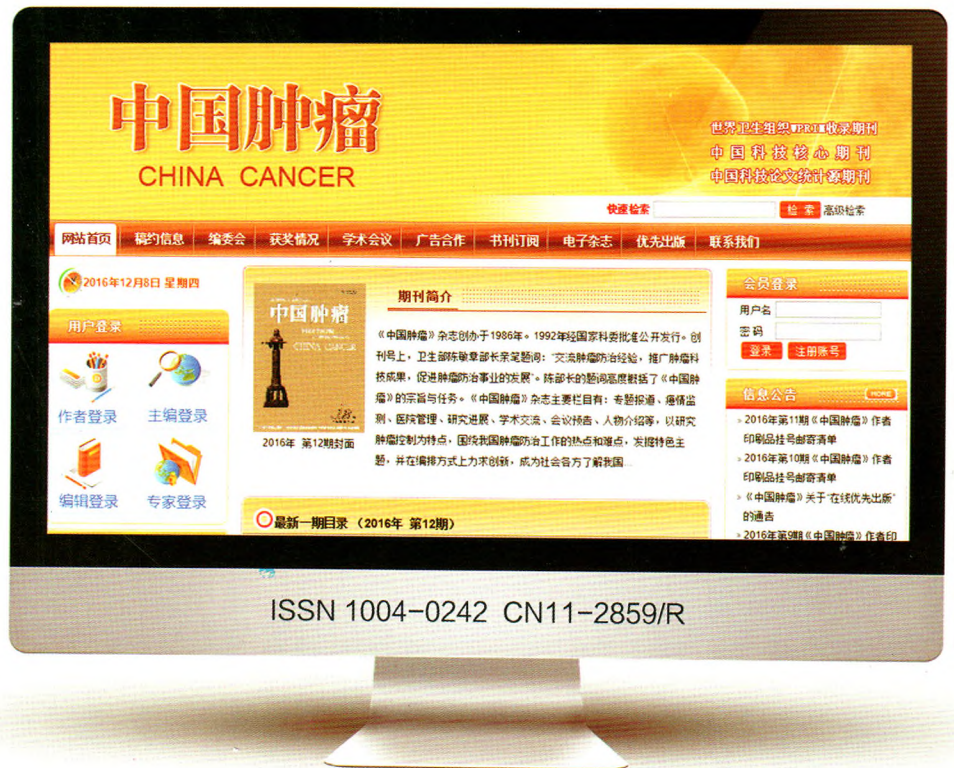 中国肿瘤
CHINA CANCER
世界卫生组织WPRIM收录期刊
中国科技核心期刊
中国科技论文统计源期刊
快速检索 检索 高级检索
网站首页 稿约信息 编委会 获奖情况 学术会议 广告合作 书刊订阅 电子杂志 优先出版 联系我们
2016年12月8日 星期四
用户登录
作者登录 主编登录
编辑登录 专家登录
中国肿瘤
CHINA CANCER
2016年 第12期封面
期刊简介
《中国肿瘤》杂志创办于1986年。1992年经国家科委批准公开发行。创
刊号上，卫生部陈敏章部长亲笔题词：“交流肿瘤防治经验，推广肿瘤科
技成果，促进肿瘤防治事业的发展”。陈部长的题词高度概括了《中国肿
瘤》的宗旨与任务。《中国肿瘤》杂志主要栏目有：专题报道、癌情监
测、医院管理、研究进展、学术交流、会议预告、人物介绍等，以研究
肿瘤控制为特点，围绕我国肿瘤防治工作的热点和难点，发掘特色主
题，并在编排方式上力求创新，成为社会各方了解我国...
最新一期目录 （2016年 第12期）
会员登录
用户名
密码
登录 注册账号
信息公告 MORE
2016年第11期《中国肿瘤》作者
印刷品挂号邮寄清单
2016年第10期《中国肿瘤》作者
印刷品挂号邮寄清单
《中国肿瘤》关于“在线优先出版”
的通告
2016年第9期《中国肿瘤》作者印
ISSN 1004-0242 CN11-2859/R